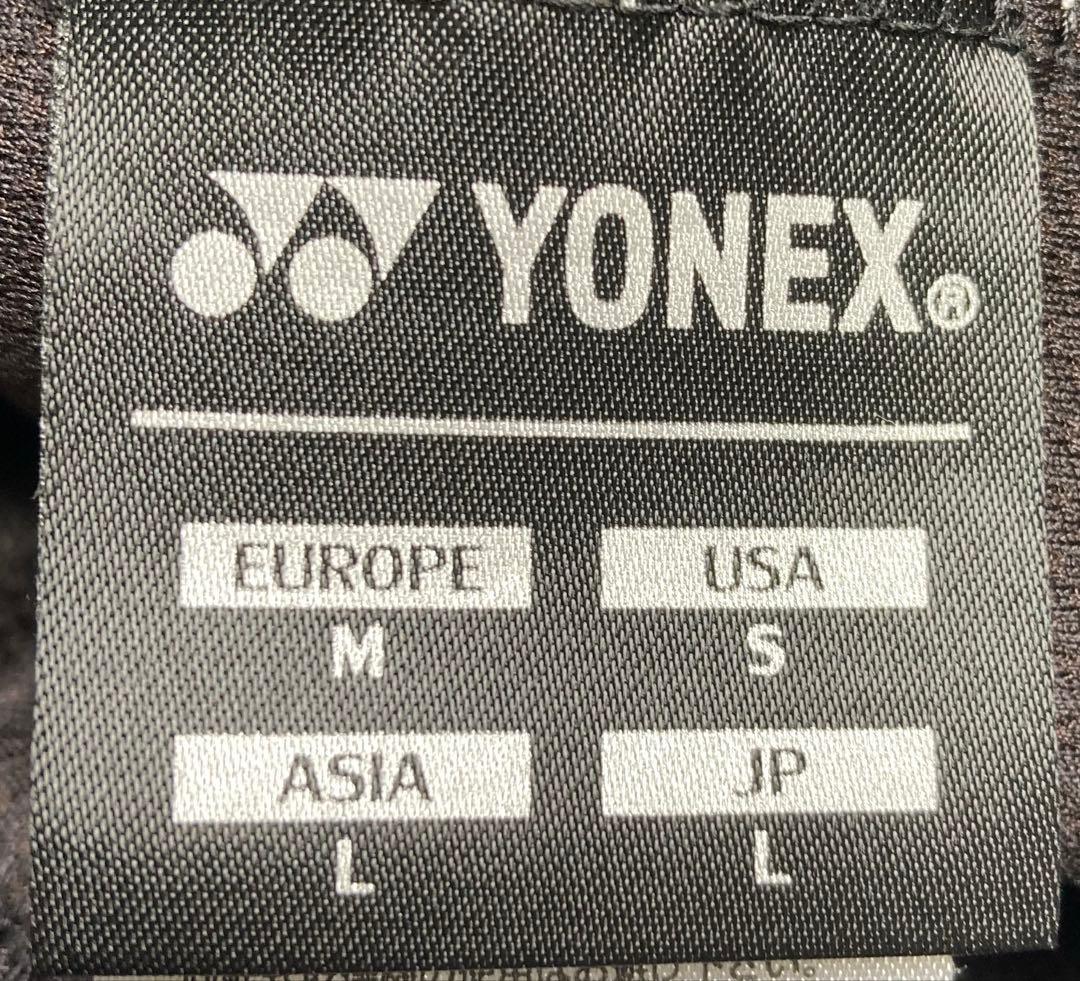 YONEX®
EUROPE USA
M S
ASIA JP
L L